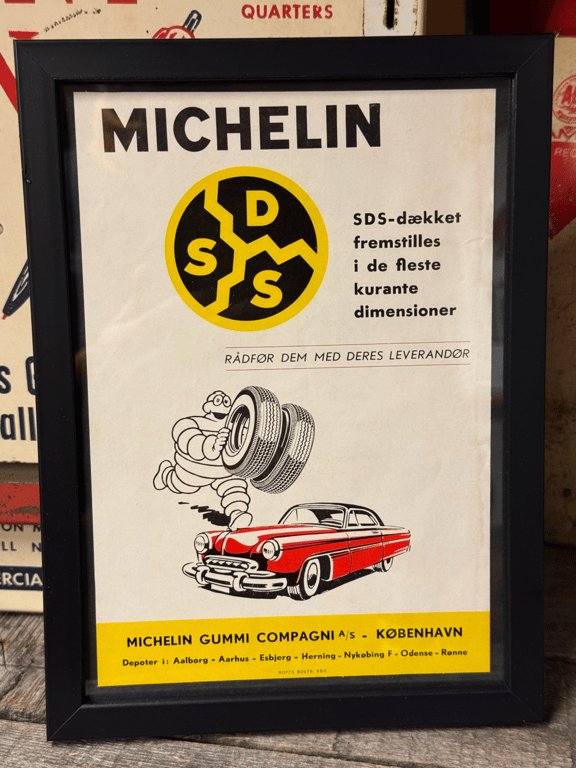 QUARTERS
MICHELIN
D
S S
SDS-dækket
fremstilles
i de fleste
kurante
dimensioner
RÅDFØR DEM MED DERES LEVERANDØR
MICHELIN GUMMI COMPAGNI A/S - KØBENHAVN
Depoter i: Aalborg - Aarhus - Esbjerg - Herning - Nykøbing F - Odense - Rønne